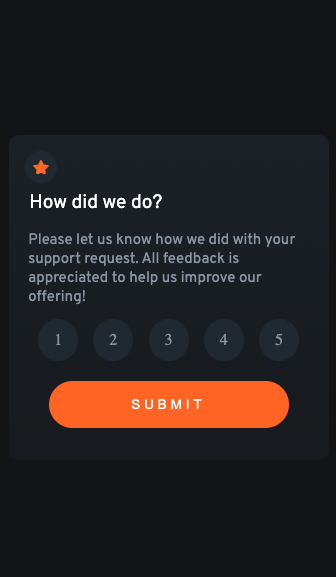 How did we do?
Please let us know how we did with your
support request. All feedback is
appreciated to help us improve our
offering!
1 2 3 4 5
SUBMIT